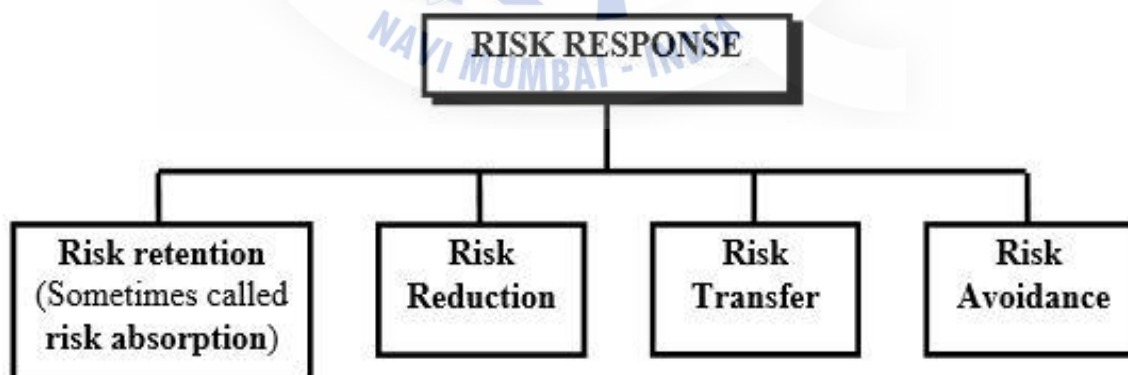 RISK RESPONSE
NAVI MUMBAI - INDIA
Risk retention
(Sometimes called
risk absorption)
Risk
Reduction
Risk
Transfer
Risk
Avoidance